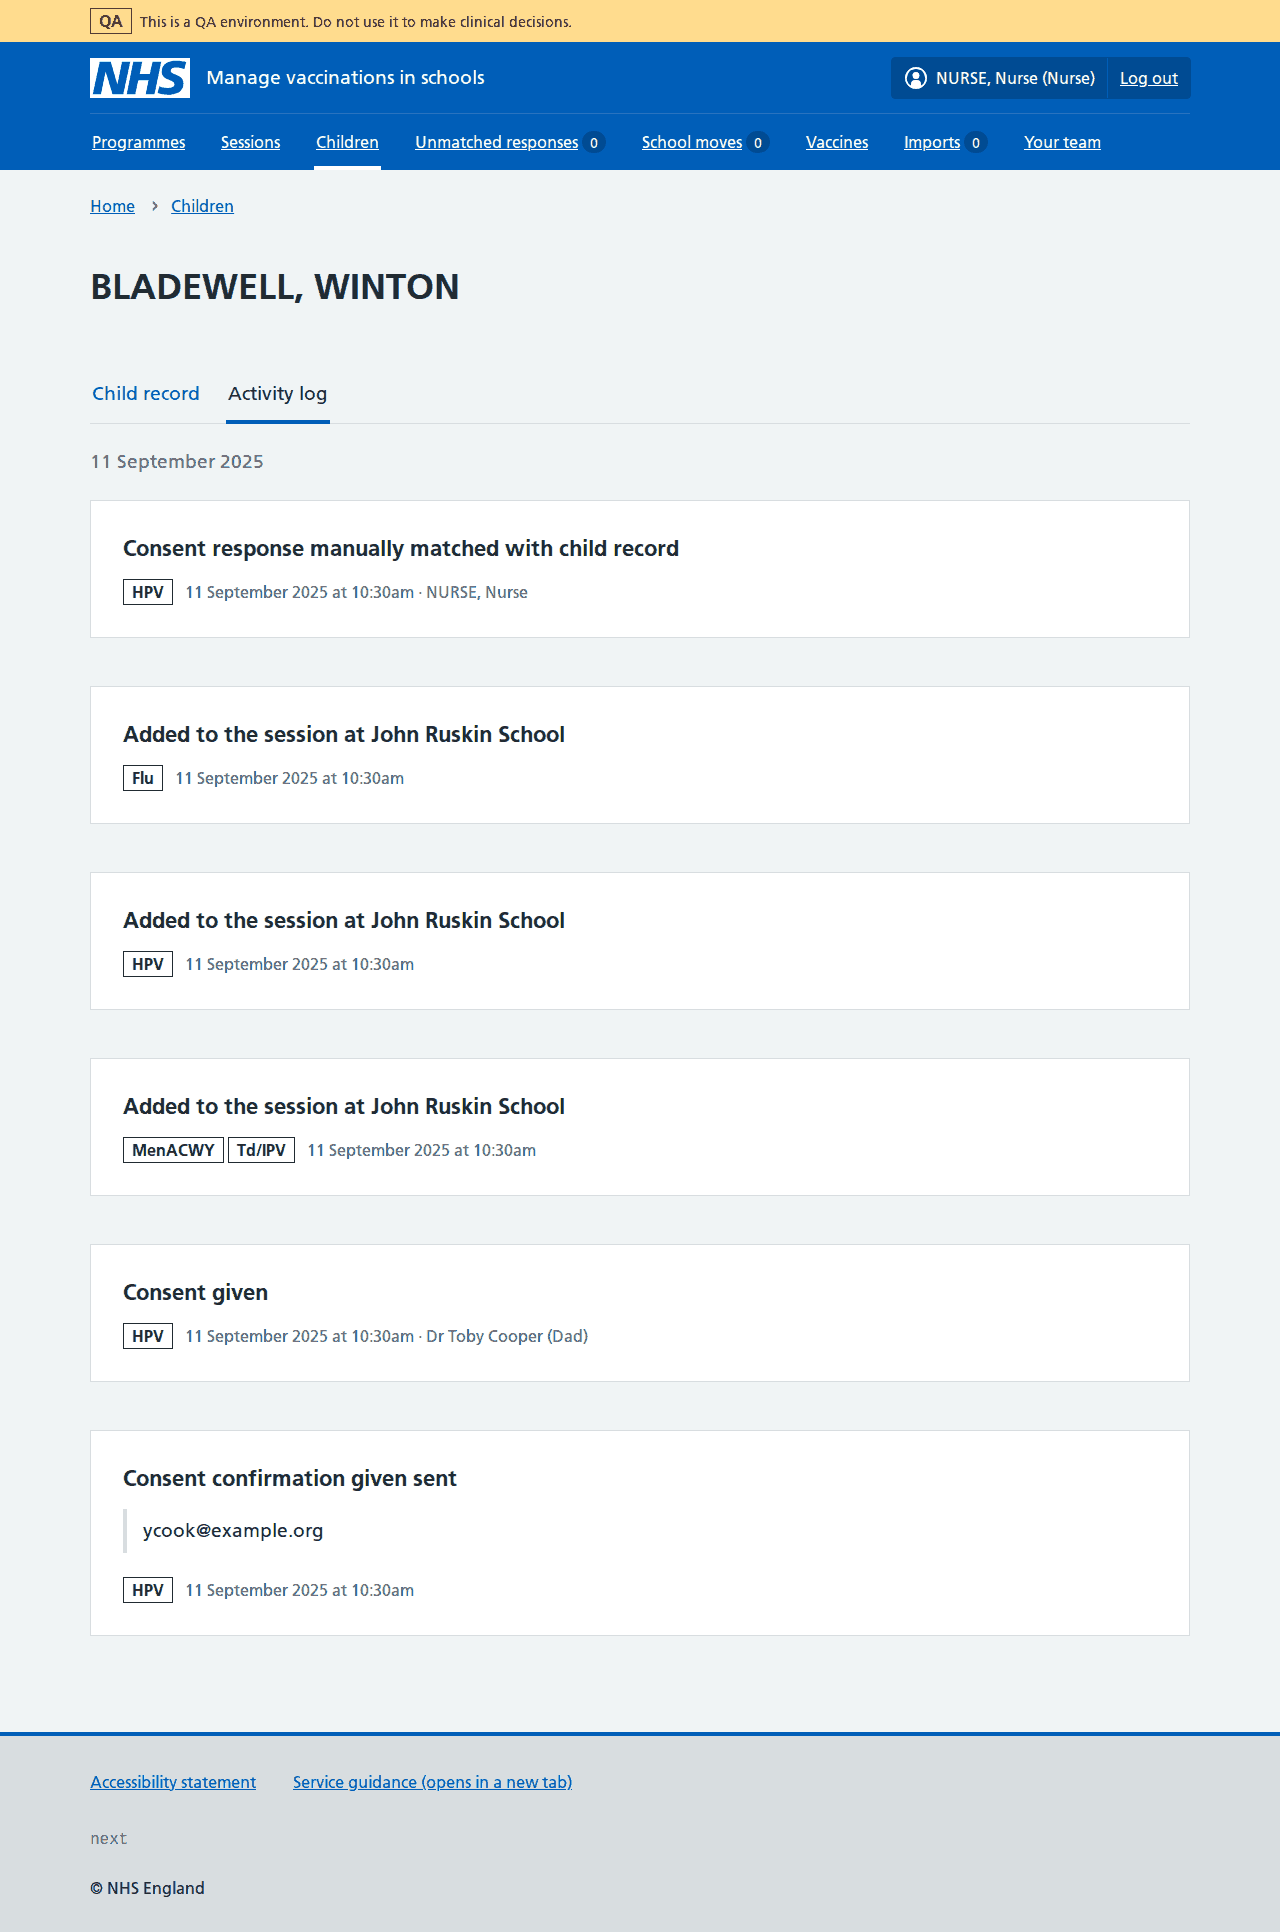 QA This is a QA environment. Do not use it to make clinical decisions.
NHS Manage vaccinations in schools NURSE, Nurse (Nurse) Log out
Programmes Sessions Children Unmatched responses 0 School moves 0 Vaccines Imports 0 Your team
Home › Children
BLADEWELL, WINTON
Child record Activity log
11 September 2025
Consent response manually matched with child record
HPV 11 September 2025 at 10:30am · NURSE, Nurse
Added to the session at John Ruskin School
Flu 11 September 2025 at 10:30am
Added to the session at John Ruskin School
HPV 11 September 2025 at 10:30am
Added to the session at John Ruskin School
MenACWY Td/IPV 11 September 2025 at 10:30am
Consent given
HPV 11 September 2025 at 10:30am · Dr Toby Cooper (Dad)
Consent confirmation given sent
ycook@example.org
HPV 11 September 2025 at 10:30am
Accessibility statement Service guidance (opens in a new tab)
next
© NHS England